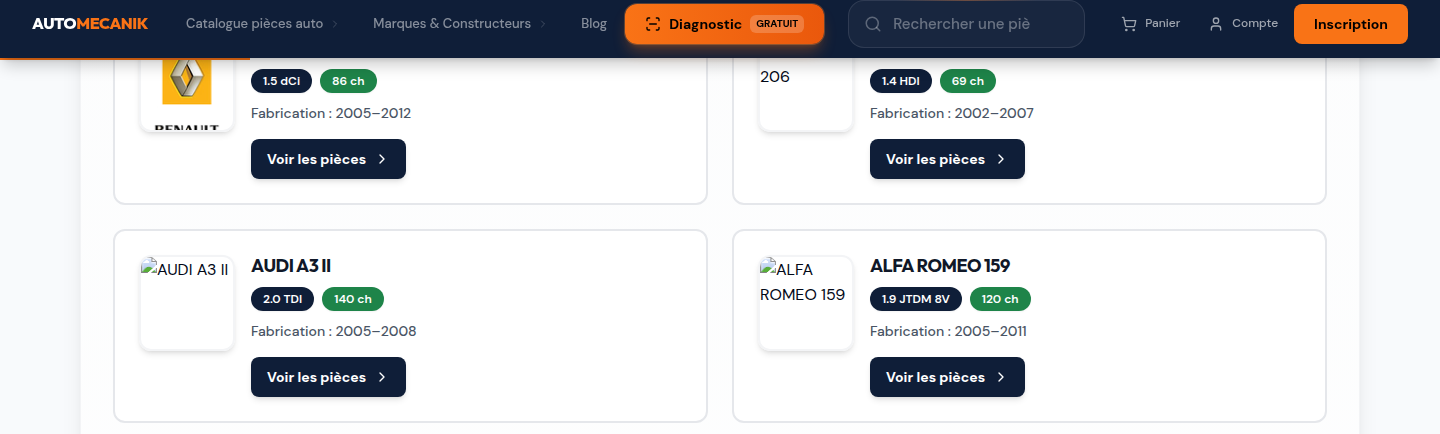 AUTOMECANIK Catalogue pièces auto Marques & Constructeurs Blog Diagnostic GRATUIT Rechercher une piè Panier Compte Inscription
RENAULT
1.5 dCi 86 ch
Fabrication : 2005–2012
Voir les pièces
206
1.4 HDI 69 ch
Fabrication : 2002–2007
Voir les pièces
AUDI A3 II
AUDI A3 II
2.0 TDI 140 ch
Fabrication : 2005–2008
Voir les pièces
ALFA
ROMEO 159
ALFA ROMEO 159
1.9 JTDM 8V 120 ch
Fabrication : 2005–2011
Voir les pièces